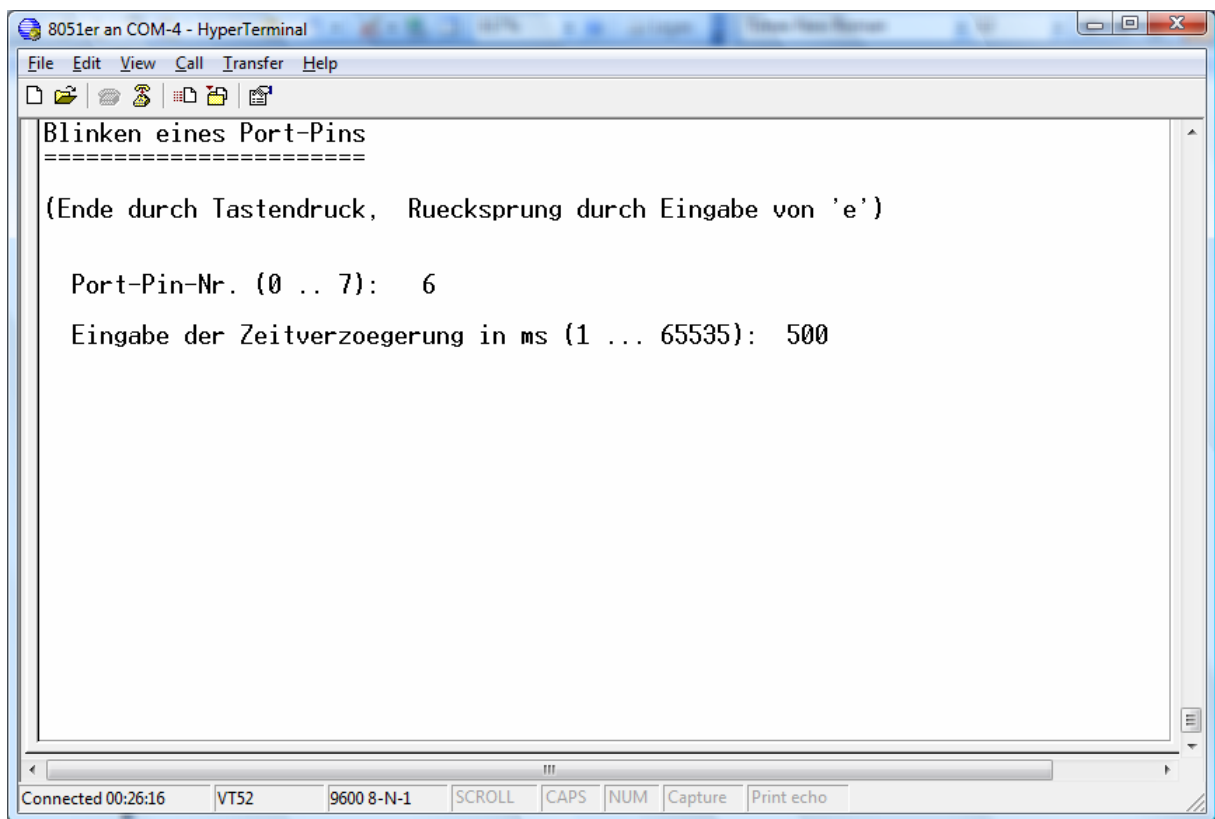 8051er an COM-4 - HyperTerminal
File Edit View Call Transfer Help
Blinken eines Port-Pins
=======================
(Ende durch Tastendruck,  Ruecksprung durch Eingabe von 'e')
Port-Pin-Nr. (0 .. 7):   6
Eingabe der Zeitverzoegerung in ms (1 ... 65535):  500
Connected 00:26:16 VT52 9600 8-N-1 SCROLL CAPS NUM Capture Print echo